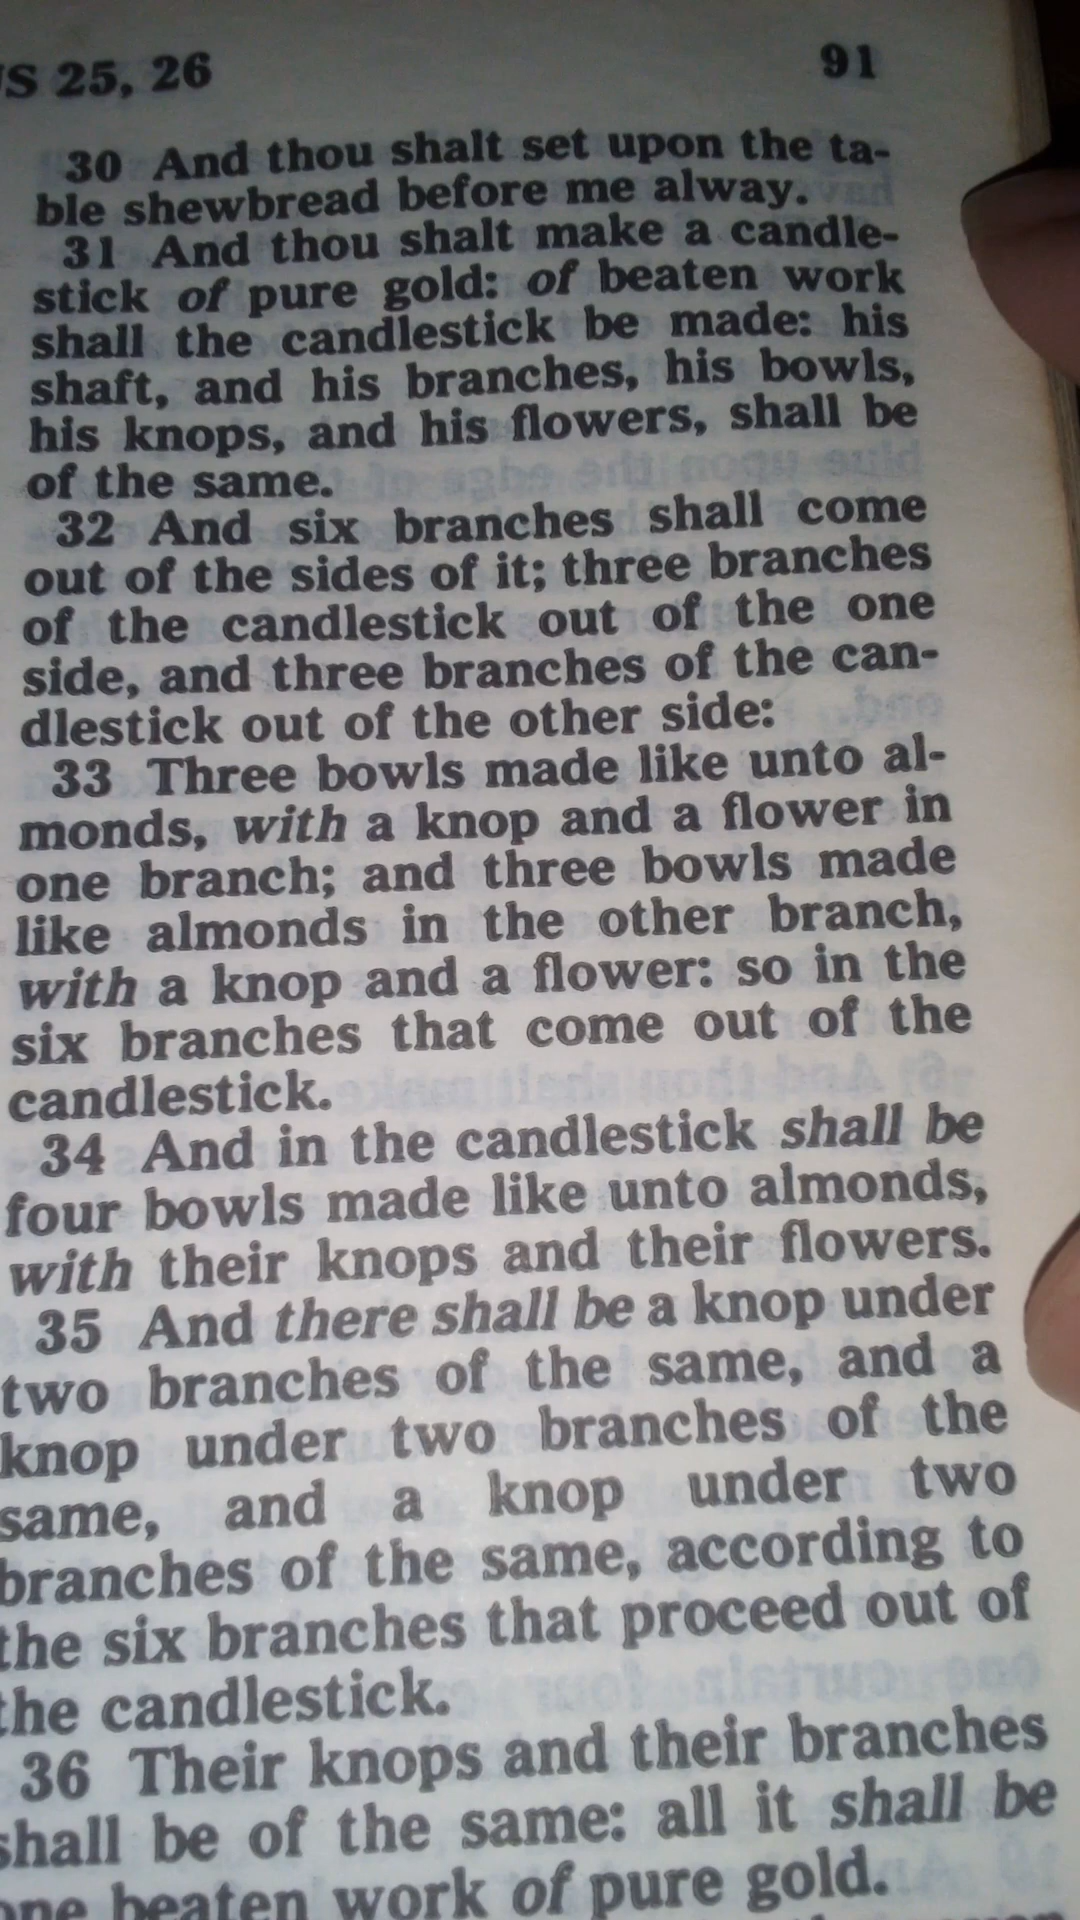 S 25, 26
91
30 And thou shalt set upon the ta-
ble shewbread before me alway.
31 And thou shalt make a candle-
stick of pure gold: of beaten work
shall the candlestick be made: his
shaft, and his branches, his bowls,
his knops, and his flowers, shall be
of the same.
32 And six branches shall come
out of the sides of it; three branches
of the candlestick out of the one
side, and three branches of the can-
dlestick out of the other side:
33 Three bowls made like unto al-
monds, with a knop and a flower in
one branch; and three bowls made
like almonds in the other branch,
with a knop and a flower: so in the
six branches that come out of the
candlestick.
34 And in the candlestick shall be
four bowls made like unto almonds,
with their knops and their flowers.
35 And there shall be a knop under
two branches of the same, and a
knop under two branches of the
same, and a knop under two
branches of the same, according to
the six branches that proceed out of
the candlestick.
36 Their knops and their branches
shall be of the same: all it shall be
one beaten work of pure gold.